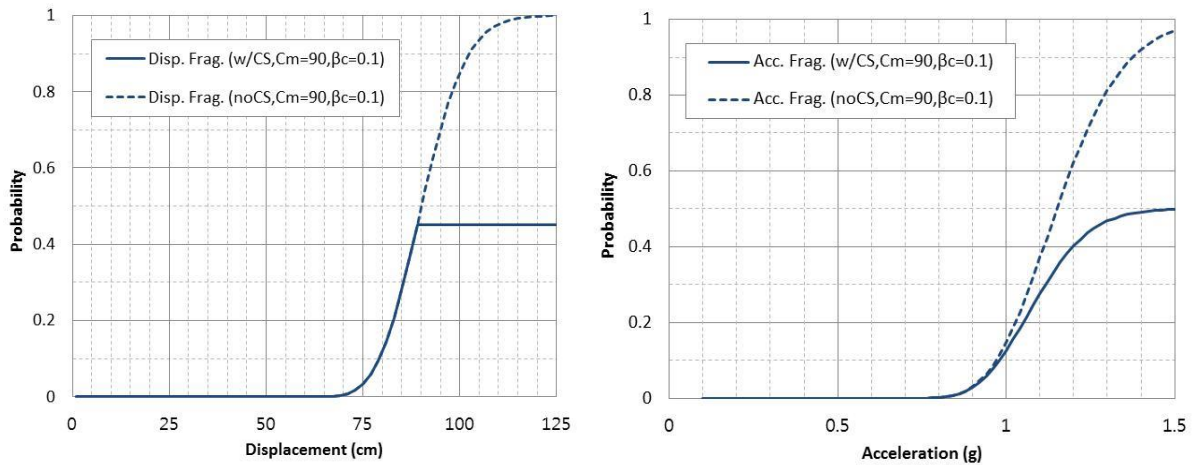 Disp. Frag. (w/CS,Cm=90,βc=0.1)
Disp. Frag. (noCS,Cm=90,βc=0.1)
Probability
1
0.8
0.6
0.4
0.2
0
0 25 50 75 100 125
Displacement (cm)
Acc. Frag. (w/CS,Cm=90,βc=0.1)
Acc. Frag. (noCS,Cm=90,βc=0.1)
Probability
1
0.8
0.6
0.4
0.2
0
0 0.5 1 1.5
Acceleration (g)